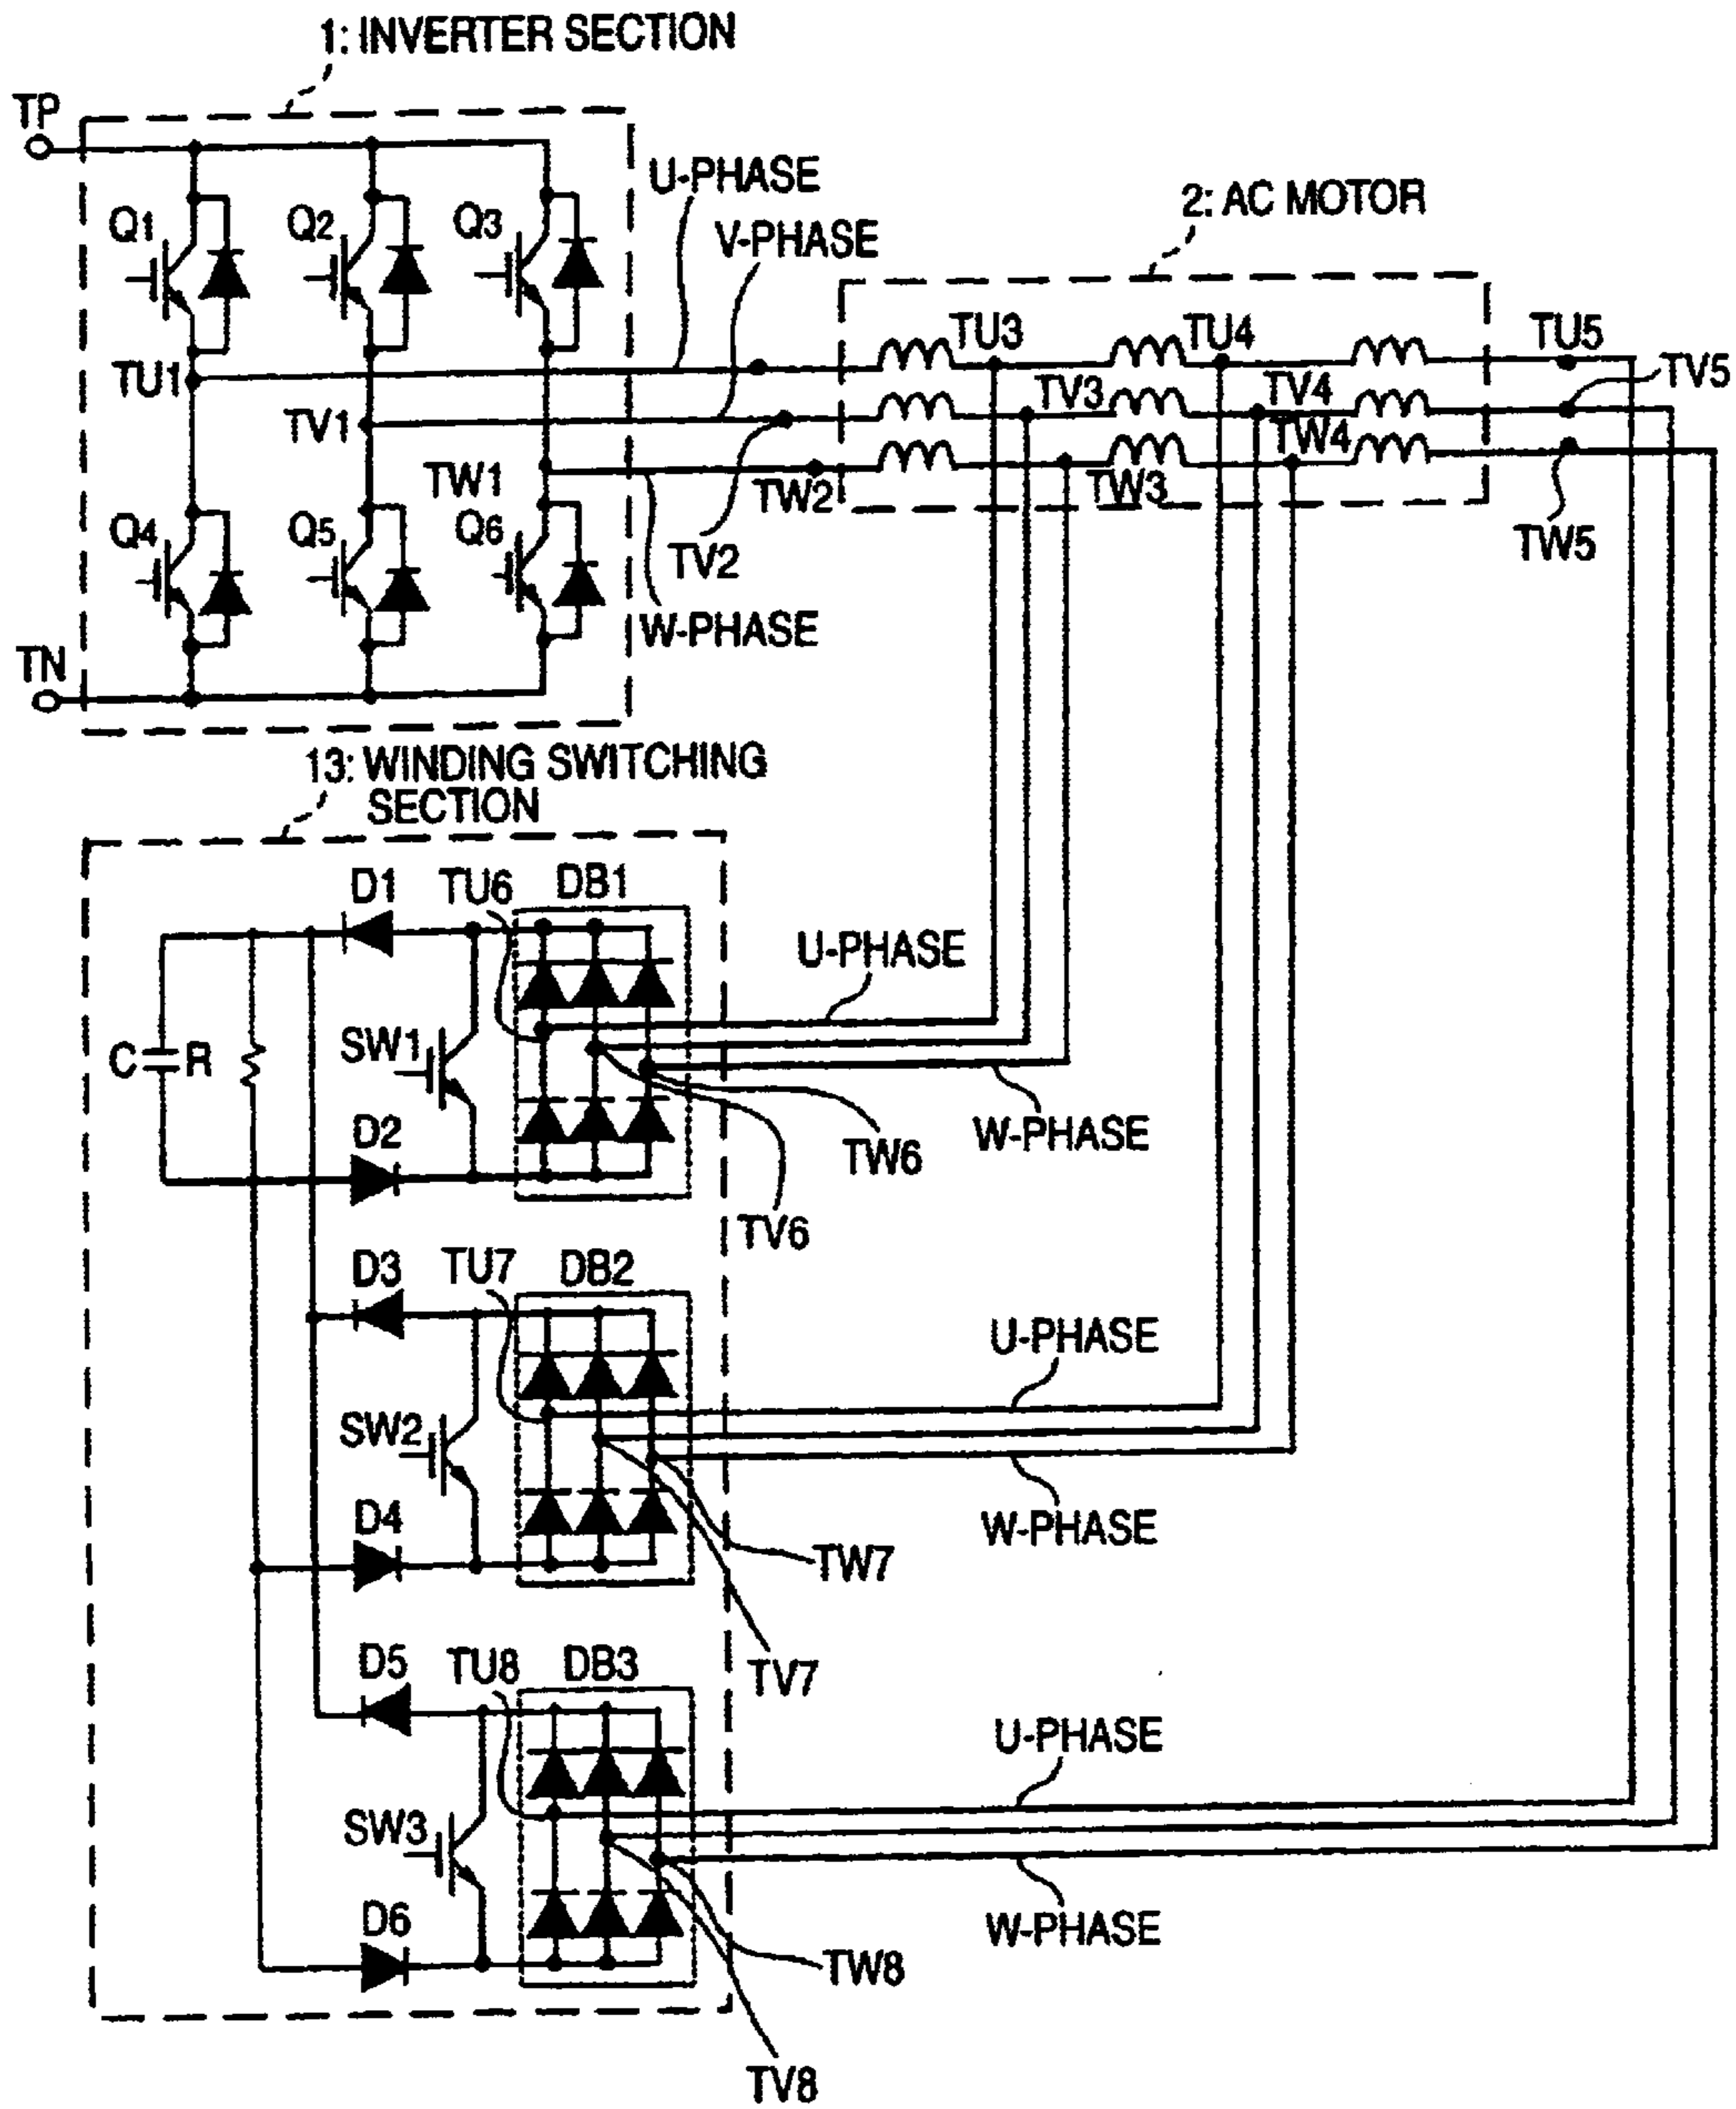 1: INVERTER SECTION
TP
U-PHASE
2: AC MOTOR
Q1
Q2
Q3
V-PHASE
TU3
TU4
TU5
TU1
TV3
TV4
TV5
TV1
TW4
TW1
TW2
TW3
Q4
Q5
Q6
TW5
TV2
W-PHASE
TN
13: WINDING SWITCHING
SECTION
D1
TU6
DB1
U-PHASE
C
R
SW1
D2
W-PHASE
TW6
TV6
D3
TU7
DB2
U-PHASE
SW2
D4
W-PHASE
TW7
D5
TU8
DB3
TV7
U-PHASE
SW3
D6
W-PHASE
TW8
TV8